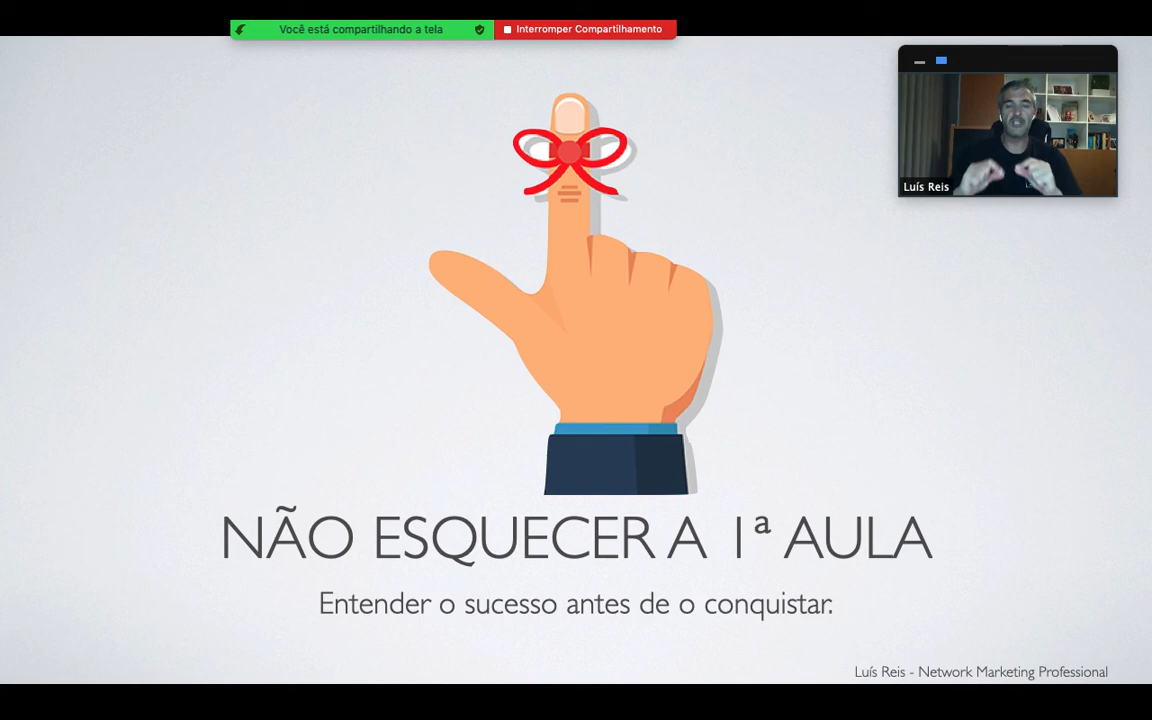 Você está compartilhando a tela
Interromper Compartilhamento
Luís Reis
NÃO ESQUECER A 1ª AULA
Entender o sucesso antes de o conquistar.
Luís Reis - Network Marketing Professional